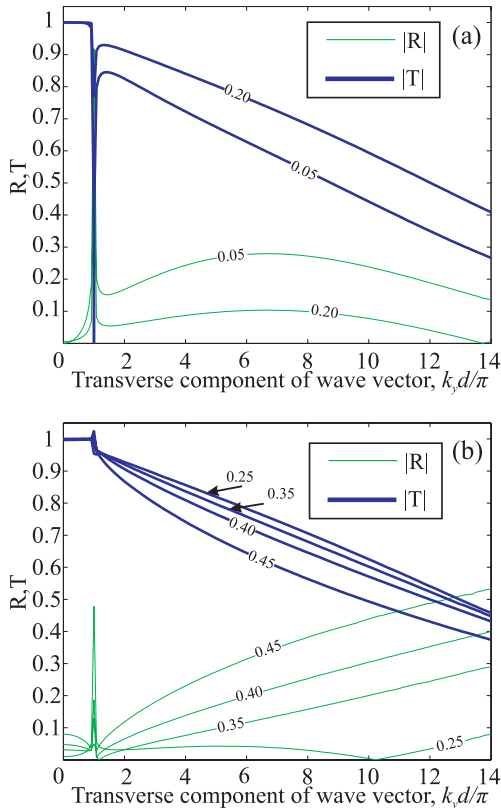 1
0.9
0.8
0.7
0.6
0.5
0.4
0.3
0.2
0.1
R,T
(a)
|R|
|T|
0.20
0.05
0.05
0.20
0 2 4 6 8 10 12 14
Transverse component of wave vector, k_y d/π
1
0.9
0.8
0.7
0.6
0.5
0.4
0.3
0.2
0.1
R,T
(b)
|R|
|T|
0.25
0.35
0.40
0.45
0.45
0.40
0.35
0.25
0 2 4 6 8 10 12 14
Transverse component of wave vector, k_y d/π